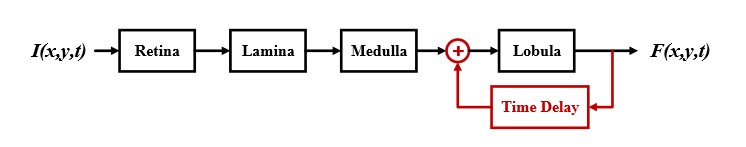 I(x,y,t) Retina Lamina Medulla + Lobula F(x,y,t)
Time Delay